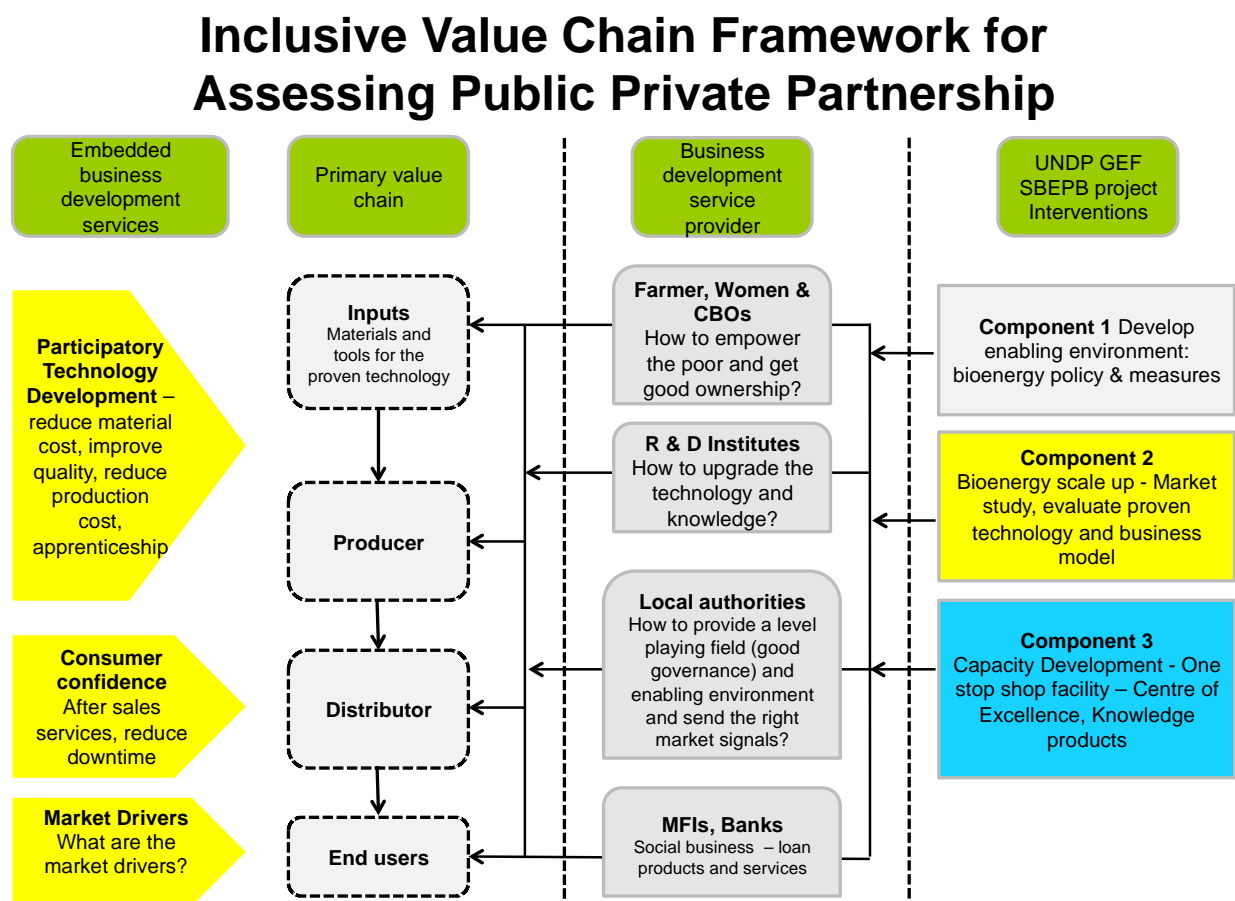 Inclusive Value Chain Framework for
Assessing Public Private Partnership
Embedded
business
development
services
Primary value
chain
Business
development
service
provider
UNDP GEF
SBEPB project
Interventions
Participatory
Technology
Development –
reduce material
cost, improve
quality, reduce
production
cost,
apprenticeship
Consumer
confidence
After sales
services, reduce
downtime
Market Drivers
What are the
market drivers?
Inputs
Materials and
tools for the
proven technology
Producer
Distributor
End users
Farmer, Women &
CBOs
How to empower
the poor and get
good ownership?
R & D Institutes
How to upgrade the
technology and
knowledge?
Local authorities
How to provide a level
playing field (good
governance) and
enabling environment
and send the right
market signals?
MFIs, Banks
Social business – loan
products and services
Component 1 Develop
enabling environment:
bioenergy policy & measures
Component 2
Bioenergy scale up - Market
study, evaluate proven
technology and business
model
Component 3
Capacity Development - One
stop shop facility – Centre of
Excellence, Knowledge
products